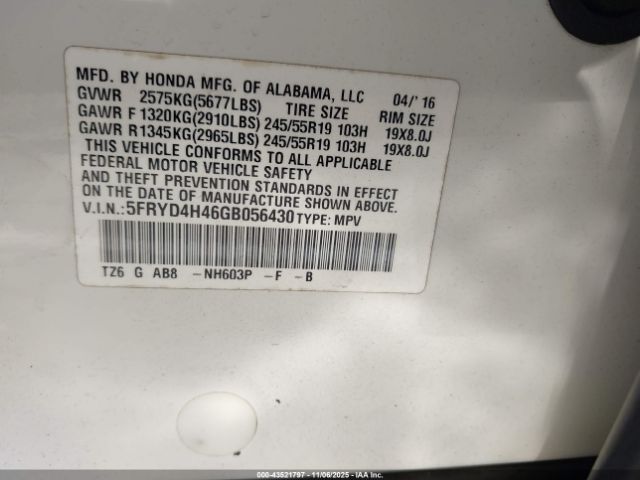 MFD. BY HONDA MFG. OF ALABAMA, LLC 04/'16
GVWR 2575KG(5677LBS) TIRE SIZE RIM SIZE
GAWR F 1320KG(2910LBS) 245/55R19 103H 19X8.0J
GAWR R 1345KG(2965LBS) 245/55R19 103H 19X8.0J
THIS VEHICLE CONFORMS TO ALL APPLICABLE
FEDERAL MOTOR VEHICLE SAFETY
AND THEFT PREVENTION STANDARDS IN EFFECT
ON THE DATE OF MANUFACTURE SHOWN ABOVE.
V.I.N.:5FRYD4H46GB056430 TYPE: MPV
TZ6 G AB8 -NH603P -F -B
000-43521797 - 11/06/2025 - IAA Inc.